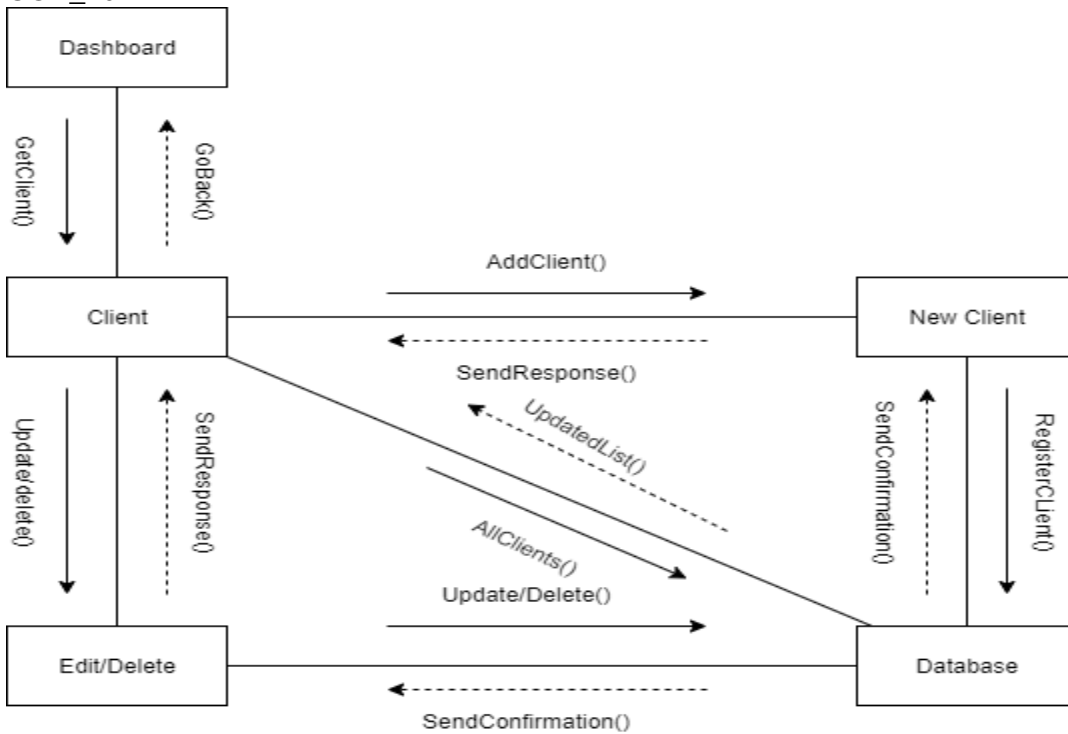 Dashboard
GetClient()
GoBack()
AddClient()
Client
New Client
SendResponse()
UpdatedList()
Update/delete()
SendResponse()
SendConfirmation()
RegisterCLient()
AllClients()
Update/Delete()
Edit/Delete
Database
SendConfirmation()